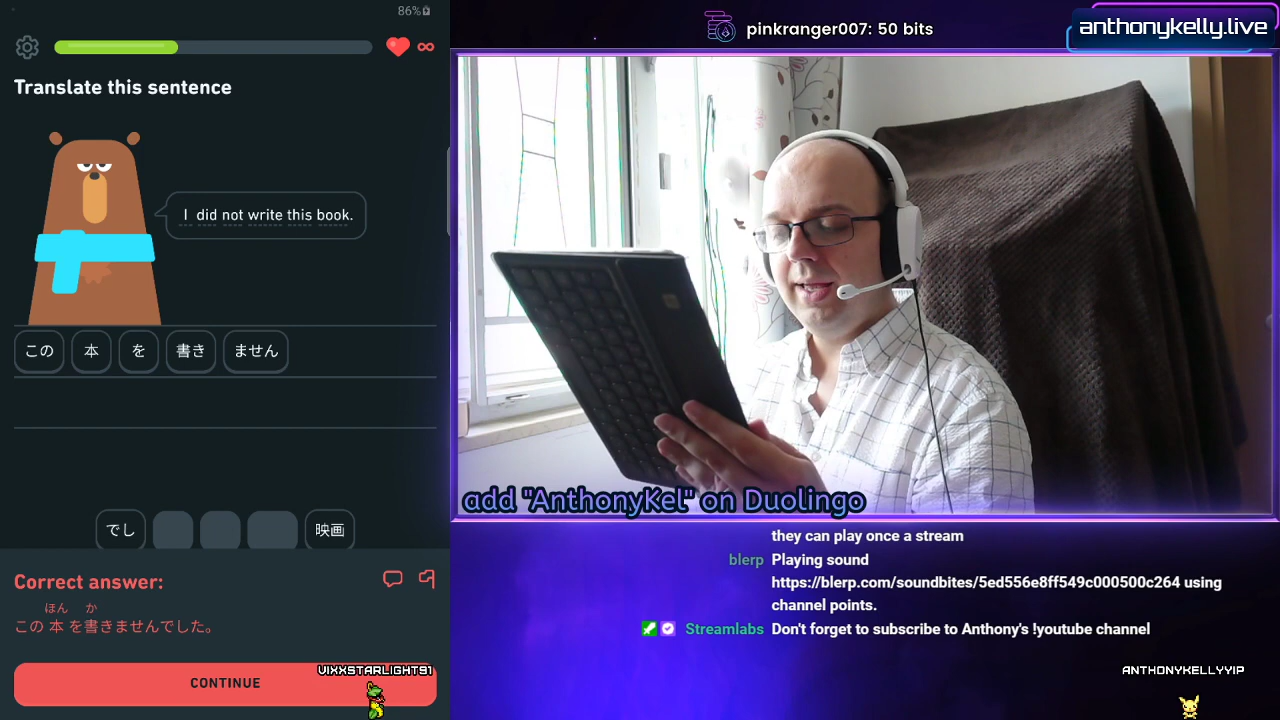 86%
Translate this sentence
I did not write this book.
この 本 を 書き ません
でし 映画
Correct answer:
ほん か
この 本 を 書きませんでした。
CONTINUE
VIXXSTARLIGHT91
pinkranger007: 50 bits
anthonykelly.live
add "AnthonyKel" on Duolingo
they can play once a stream
blerp Playing sound
https://blerp.com/soundbites/5ed556e8ff549c000500c264 using
channel points.
Streamlabs Don't forget to subscribe to Anthony's !youtube channel
ANTHONYKELLYYIP